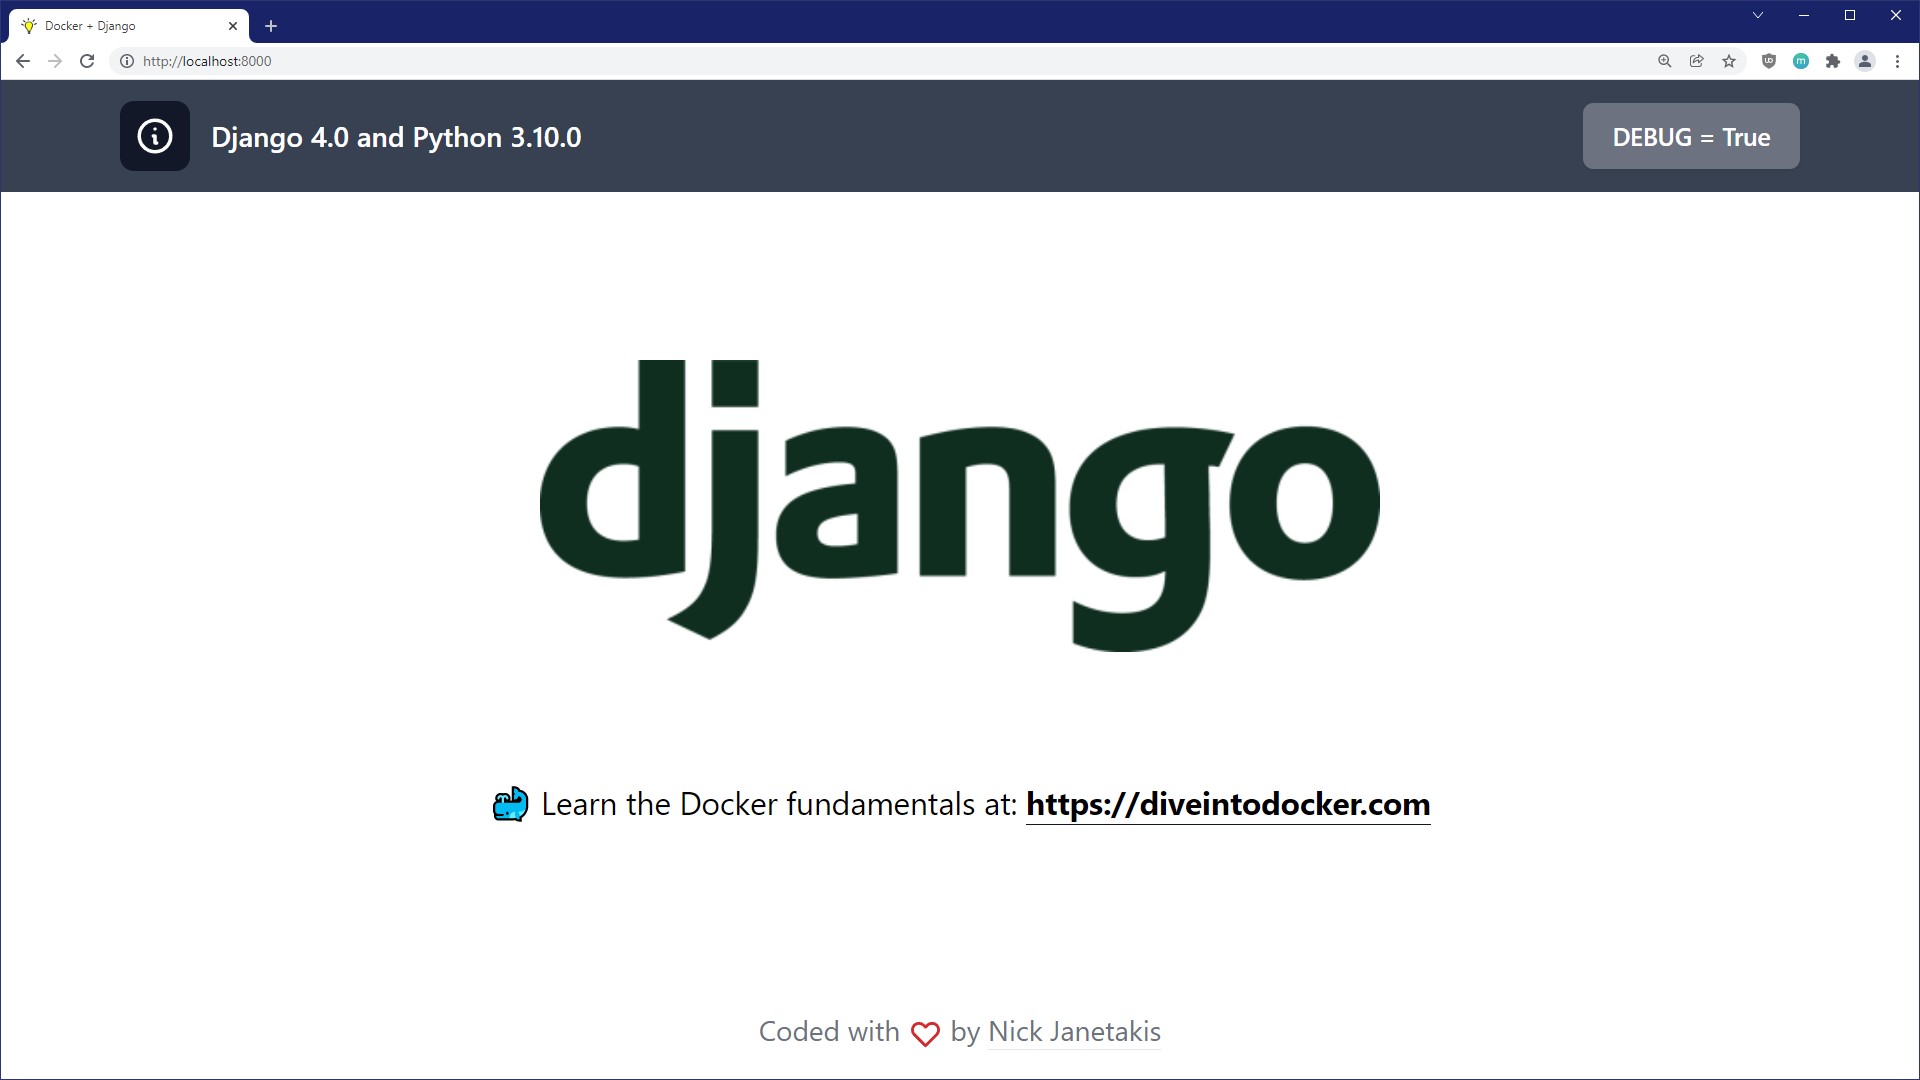 Docker + Django
http://localhost:8000
Django 4.0 and Python 3.10.0
DEBUG = True
django
Learn the Docker fundamentals at: https://diveintodocker.com
Coded with by Nick Janetakis